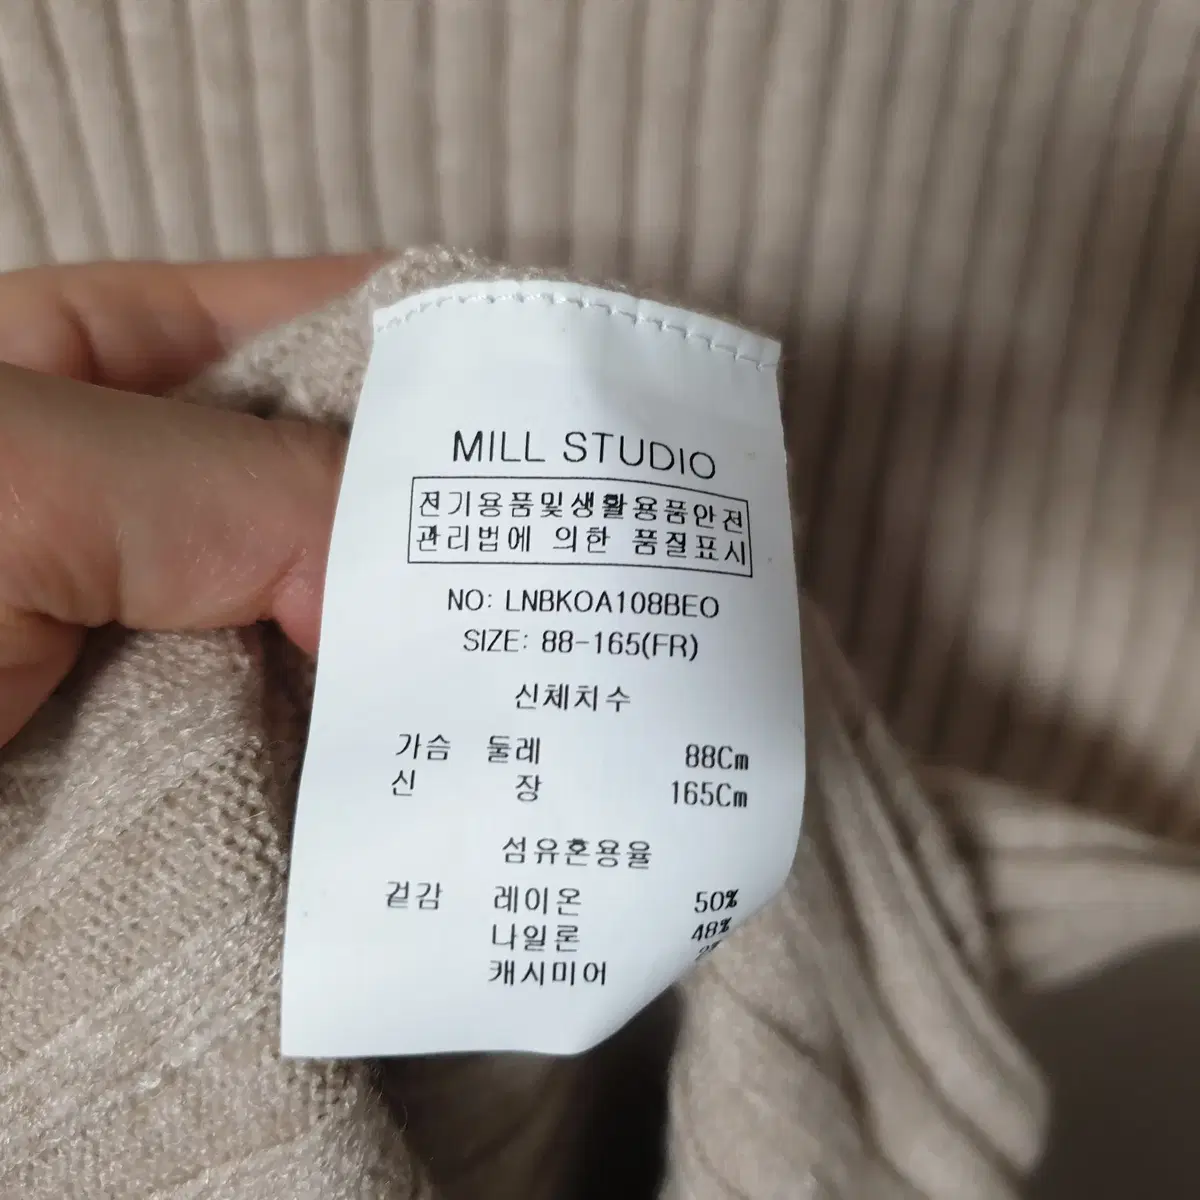 MILL STUDIO
전기용품및생활용품안전
관리법에 의한 품질표시
NO: LNBKOA108BEO
SIZE: 88-165(FR)
신체치수
가슴 둘레 88Cm
신 장 165Cm
섬유혼용율
겉감 레이온 50%
나일론 48%
캐시미어